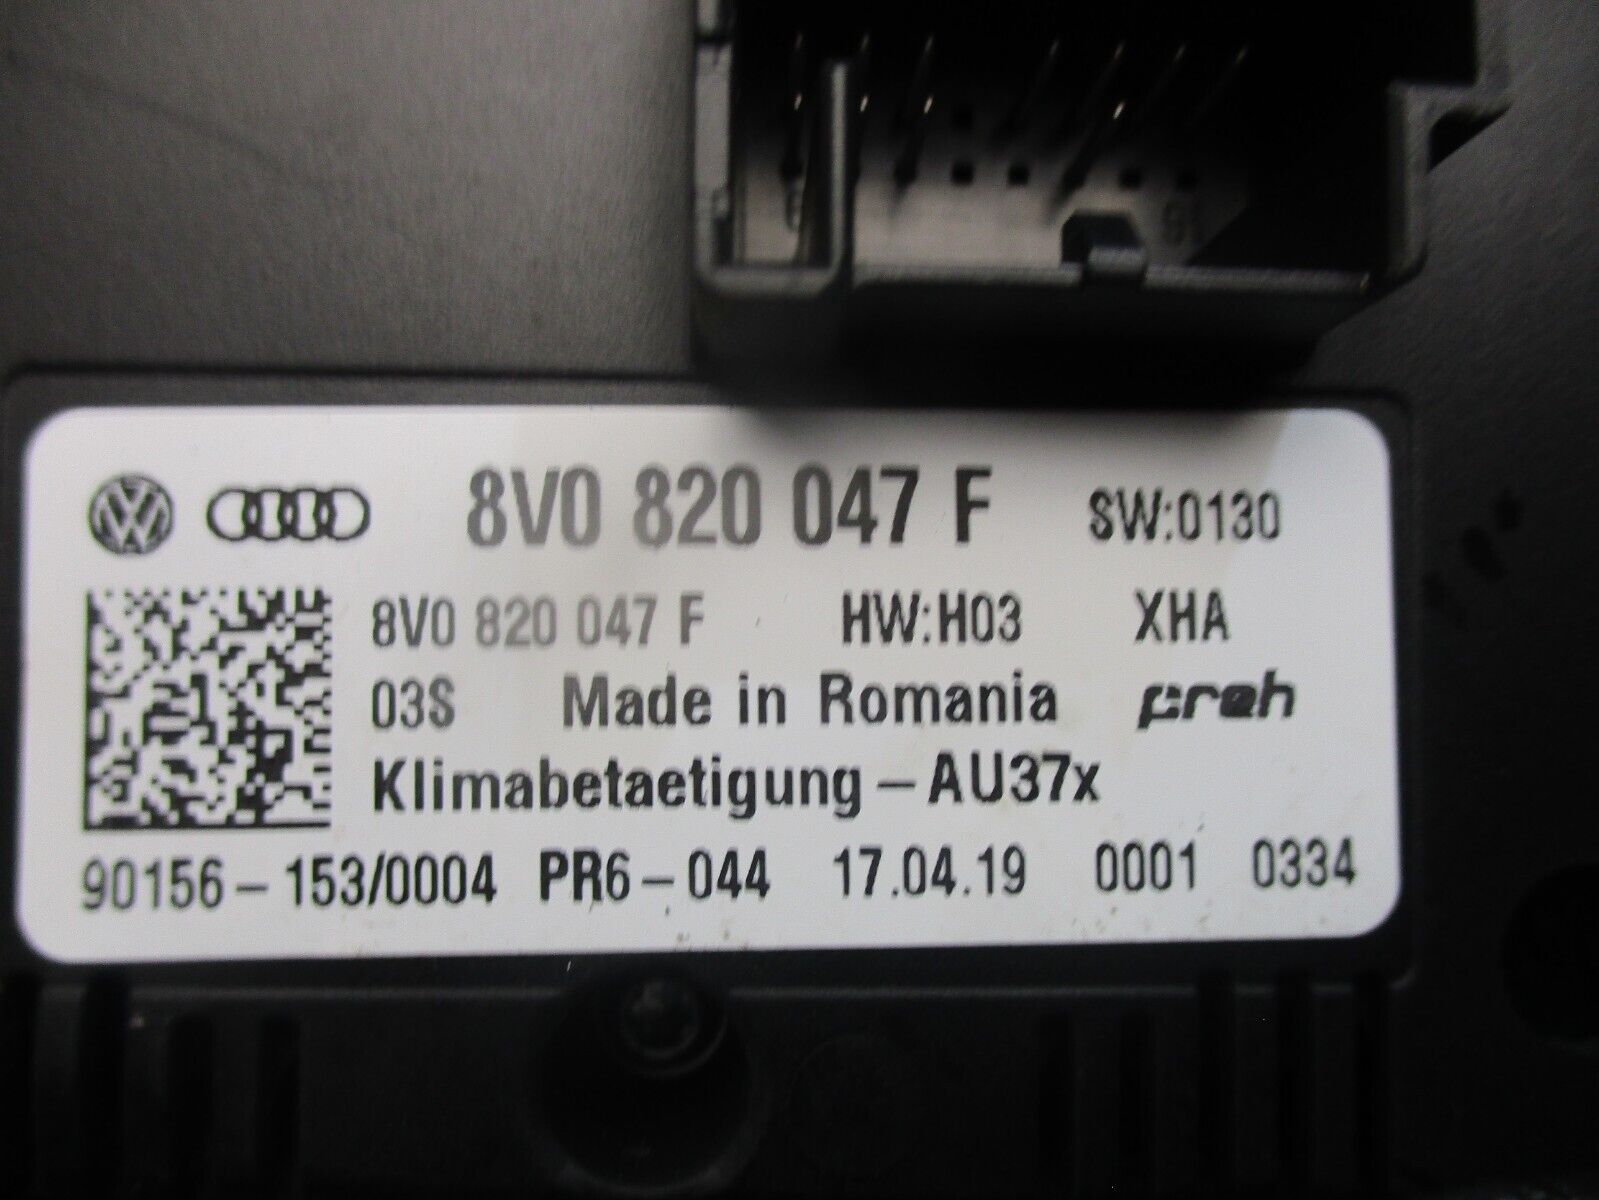 8V0 820 047 F SW:0130
8V0 820 047 F HW:H03 XHA
03S Made in Romania preh
Klimabetaetigung - AU37x
90156 - 153/0004 PR6 - 044 17.04.19 0001 0334